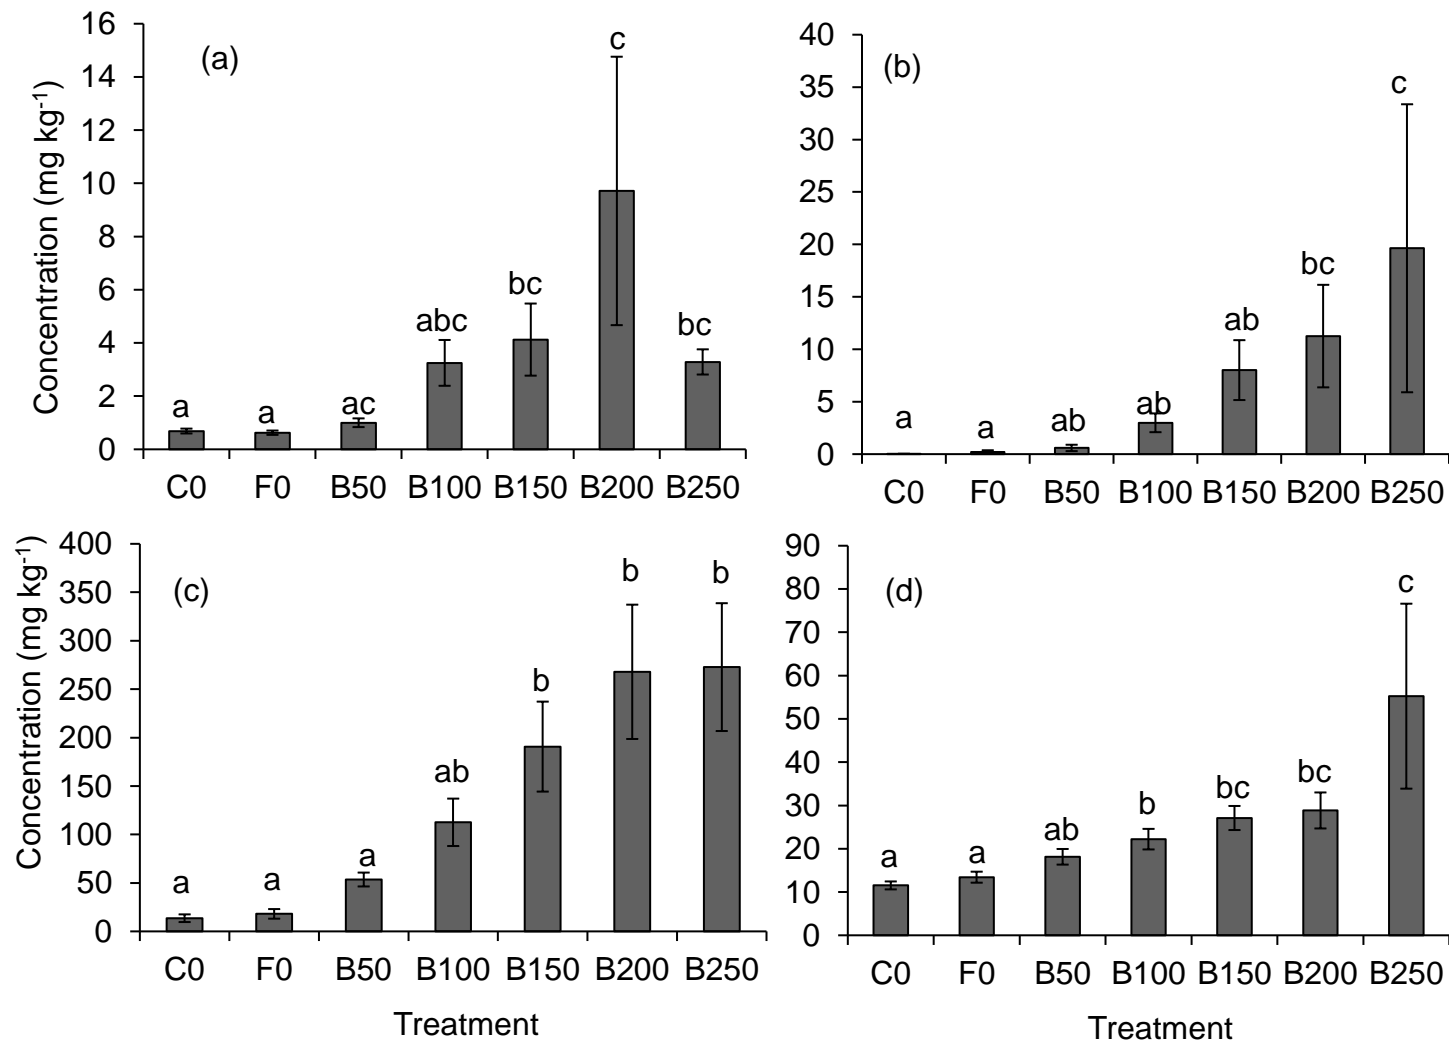 (a)
Concentration (mg kg-1)
16
14
12
10
8
6
4
2
0
a
a
ac
abc
bc
c
bc
C0 F0 B50 B100 B150 B200 B250
(b)
40
35
30
25
20
15
10
5
0
a
a
ab
ab
ab
bc
c
C0 F0 B50 B100 B150 B200 B250
(c)
Concentration (mg kg-1)
400
350
300
250
200
150
100
50
0
a
a
a
ab
b
b
b
C0 F0 B50 B100 B150 B200 B250
Treatment
(d)
90
80
70
60
50
40
30
20
10
0
a
a
ab
b
bc
bc
c
C0 F0 B50 B100 B150 B200 B250
Treatment